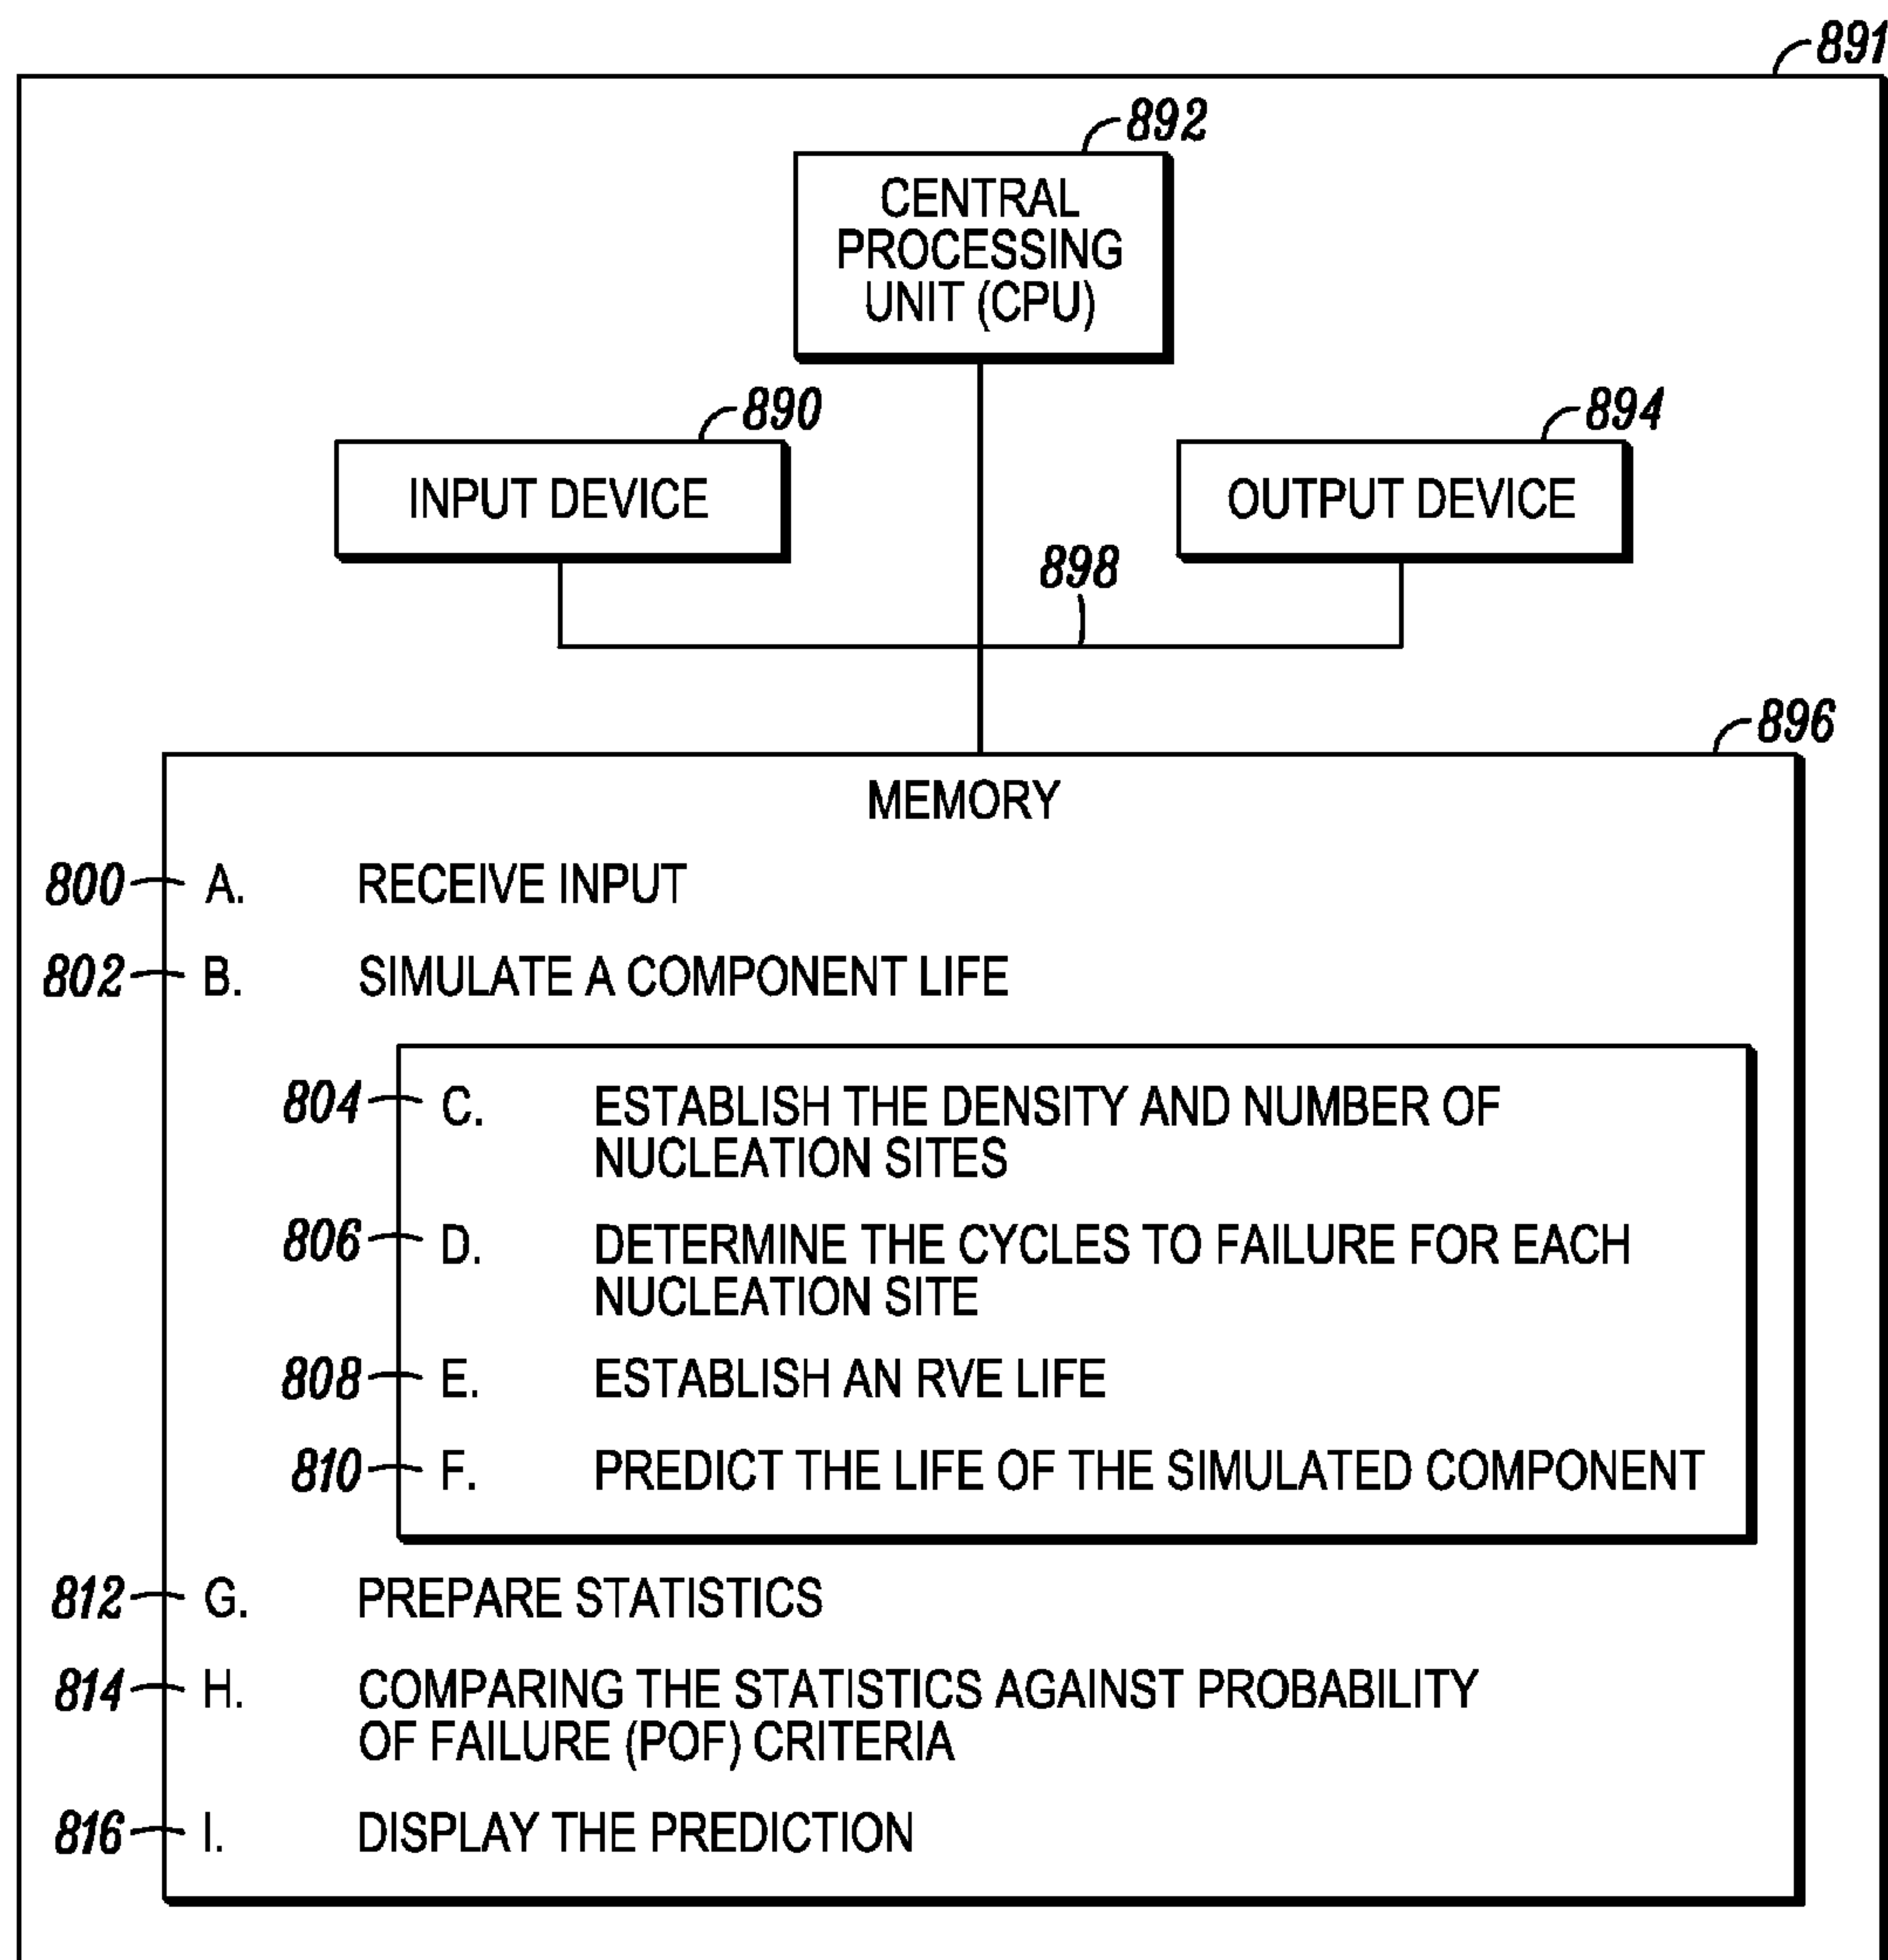 891
892
CENTRAL
PROCESSING
UNIT (CPU)
890
894
INPUT DEVICE
OUTPUT DEVICE
898
896
MEMORY
800 A. RECEIVE INPUT
802 B. SIMULATE A COMPONENT LIFE
804 C. ESTABLISH THE DENSITY AND NUMBER OF
NUCLEATION SITES
806 D. DETERMINE THE CYCLES TO FAILURE FOR EACH
NUCLEATION SITE
808 E. ESTABLISH AN RVE LIFE
810 F. PREDICT THE LIFE OF THE SIMULATED COMPONENT
812 G. PREPARE STATISTICS
814 H. COMPARING THE STATISTICS AGAINST PROBABILITY
OF FAILURE (POF) CRITERIA
816 I. DISPLAY THE PREDICTION